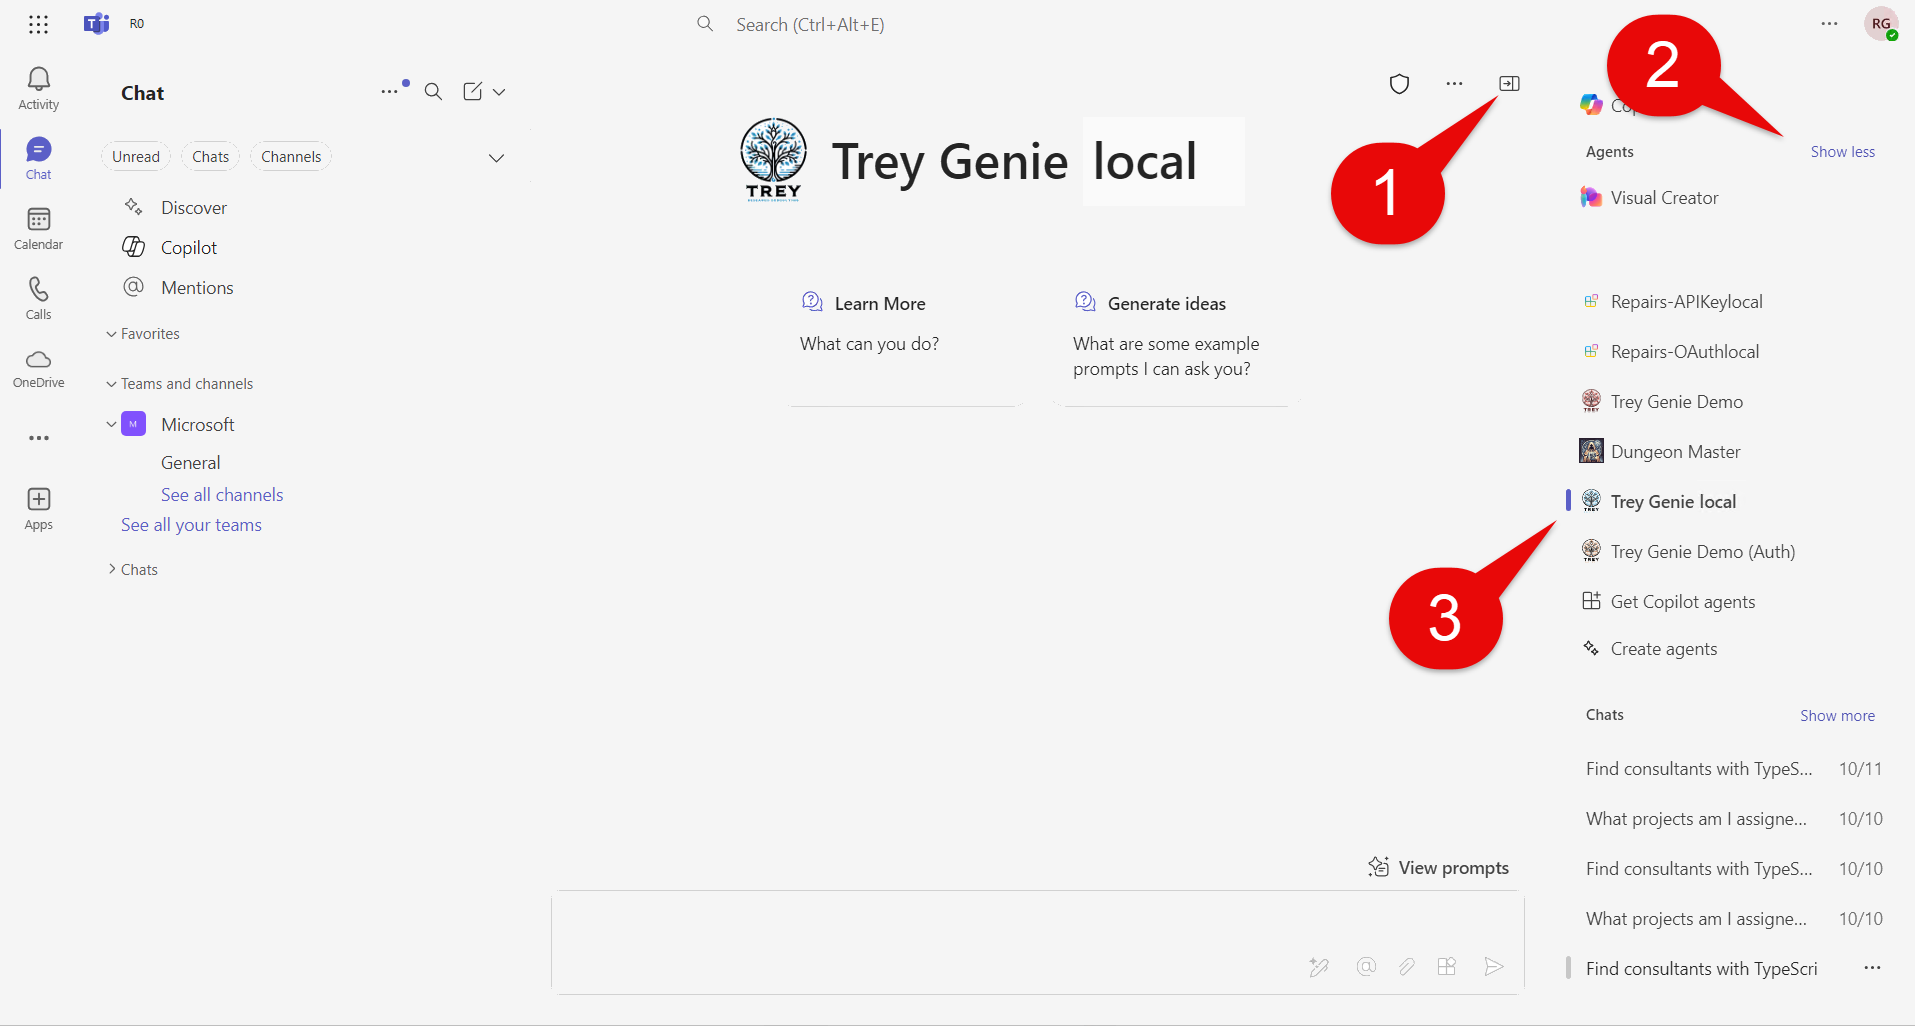 R0
Search (Ctrl+Alt+E)
RG
Activity
Chat
Calendar
Calls
OneDrive
Apps
Chat
Unread
Chats
Channels
Discover
Copilot
Mentions
Favorites
Teams and channels
M
Microsoft
General
See all channels
See all your teams
Chats
TREY
Trey Genie local
Learn More
What can you do?
Generate ideas
What are some example
prompts I can ask you?
View prompts
1
2
3
Agents
Show less
Visual Creator
Repairs-APIKeylocal
Repairs-OAuthlocal
Trey Genie Demo
Dungeon Master
Trey Genie local
Trey Genie Demo (Auth)
Get Copilot agents
Create agents
Chats
Show more
Find consultants with TypeS... 10/11
What projects am I assigne... 10/10
Find consultants with TypeS... 10/10
What projects am I assigne... 10/10
Find consultants with TypeScri